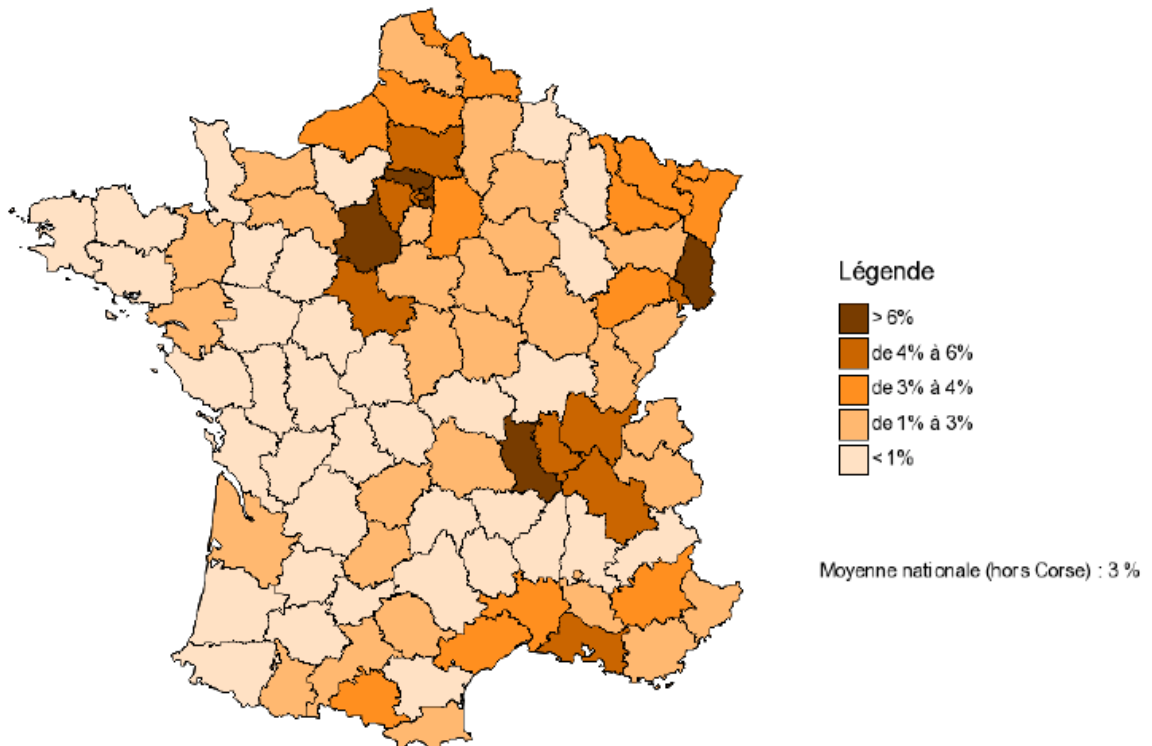 Légende
> 6%
de 4% à 6%
de 3% à 4%
de 1% à 3%
< 1%
Moyenne nationale (hors Corse) : 3 %